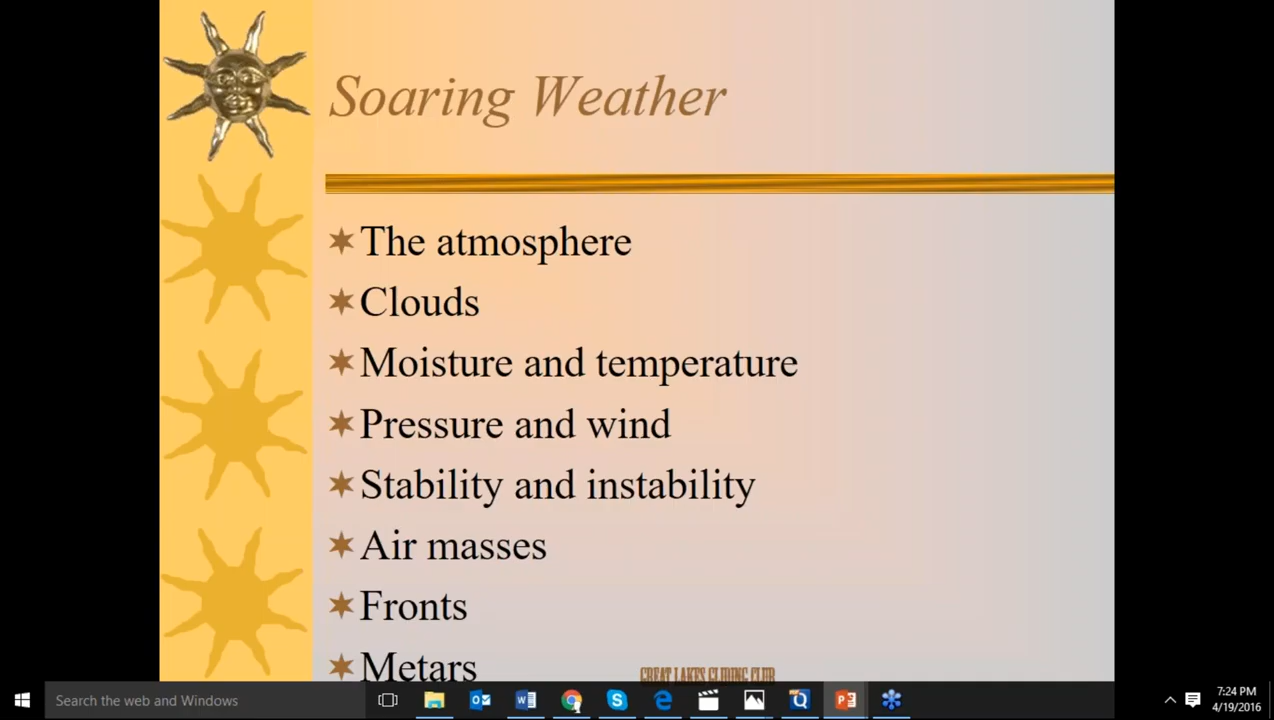 Soaring Weather
The atmosphere
Clouds
Moisture and temperature
Pressure and wind
Stability and instability
Air masses
Fronts
Metars
GREAT LAKES GLIDING CLUB
Search the web and Windows
7:24 PM
4/19/2016